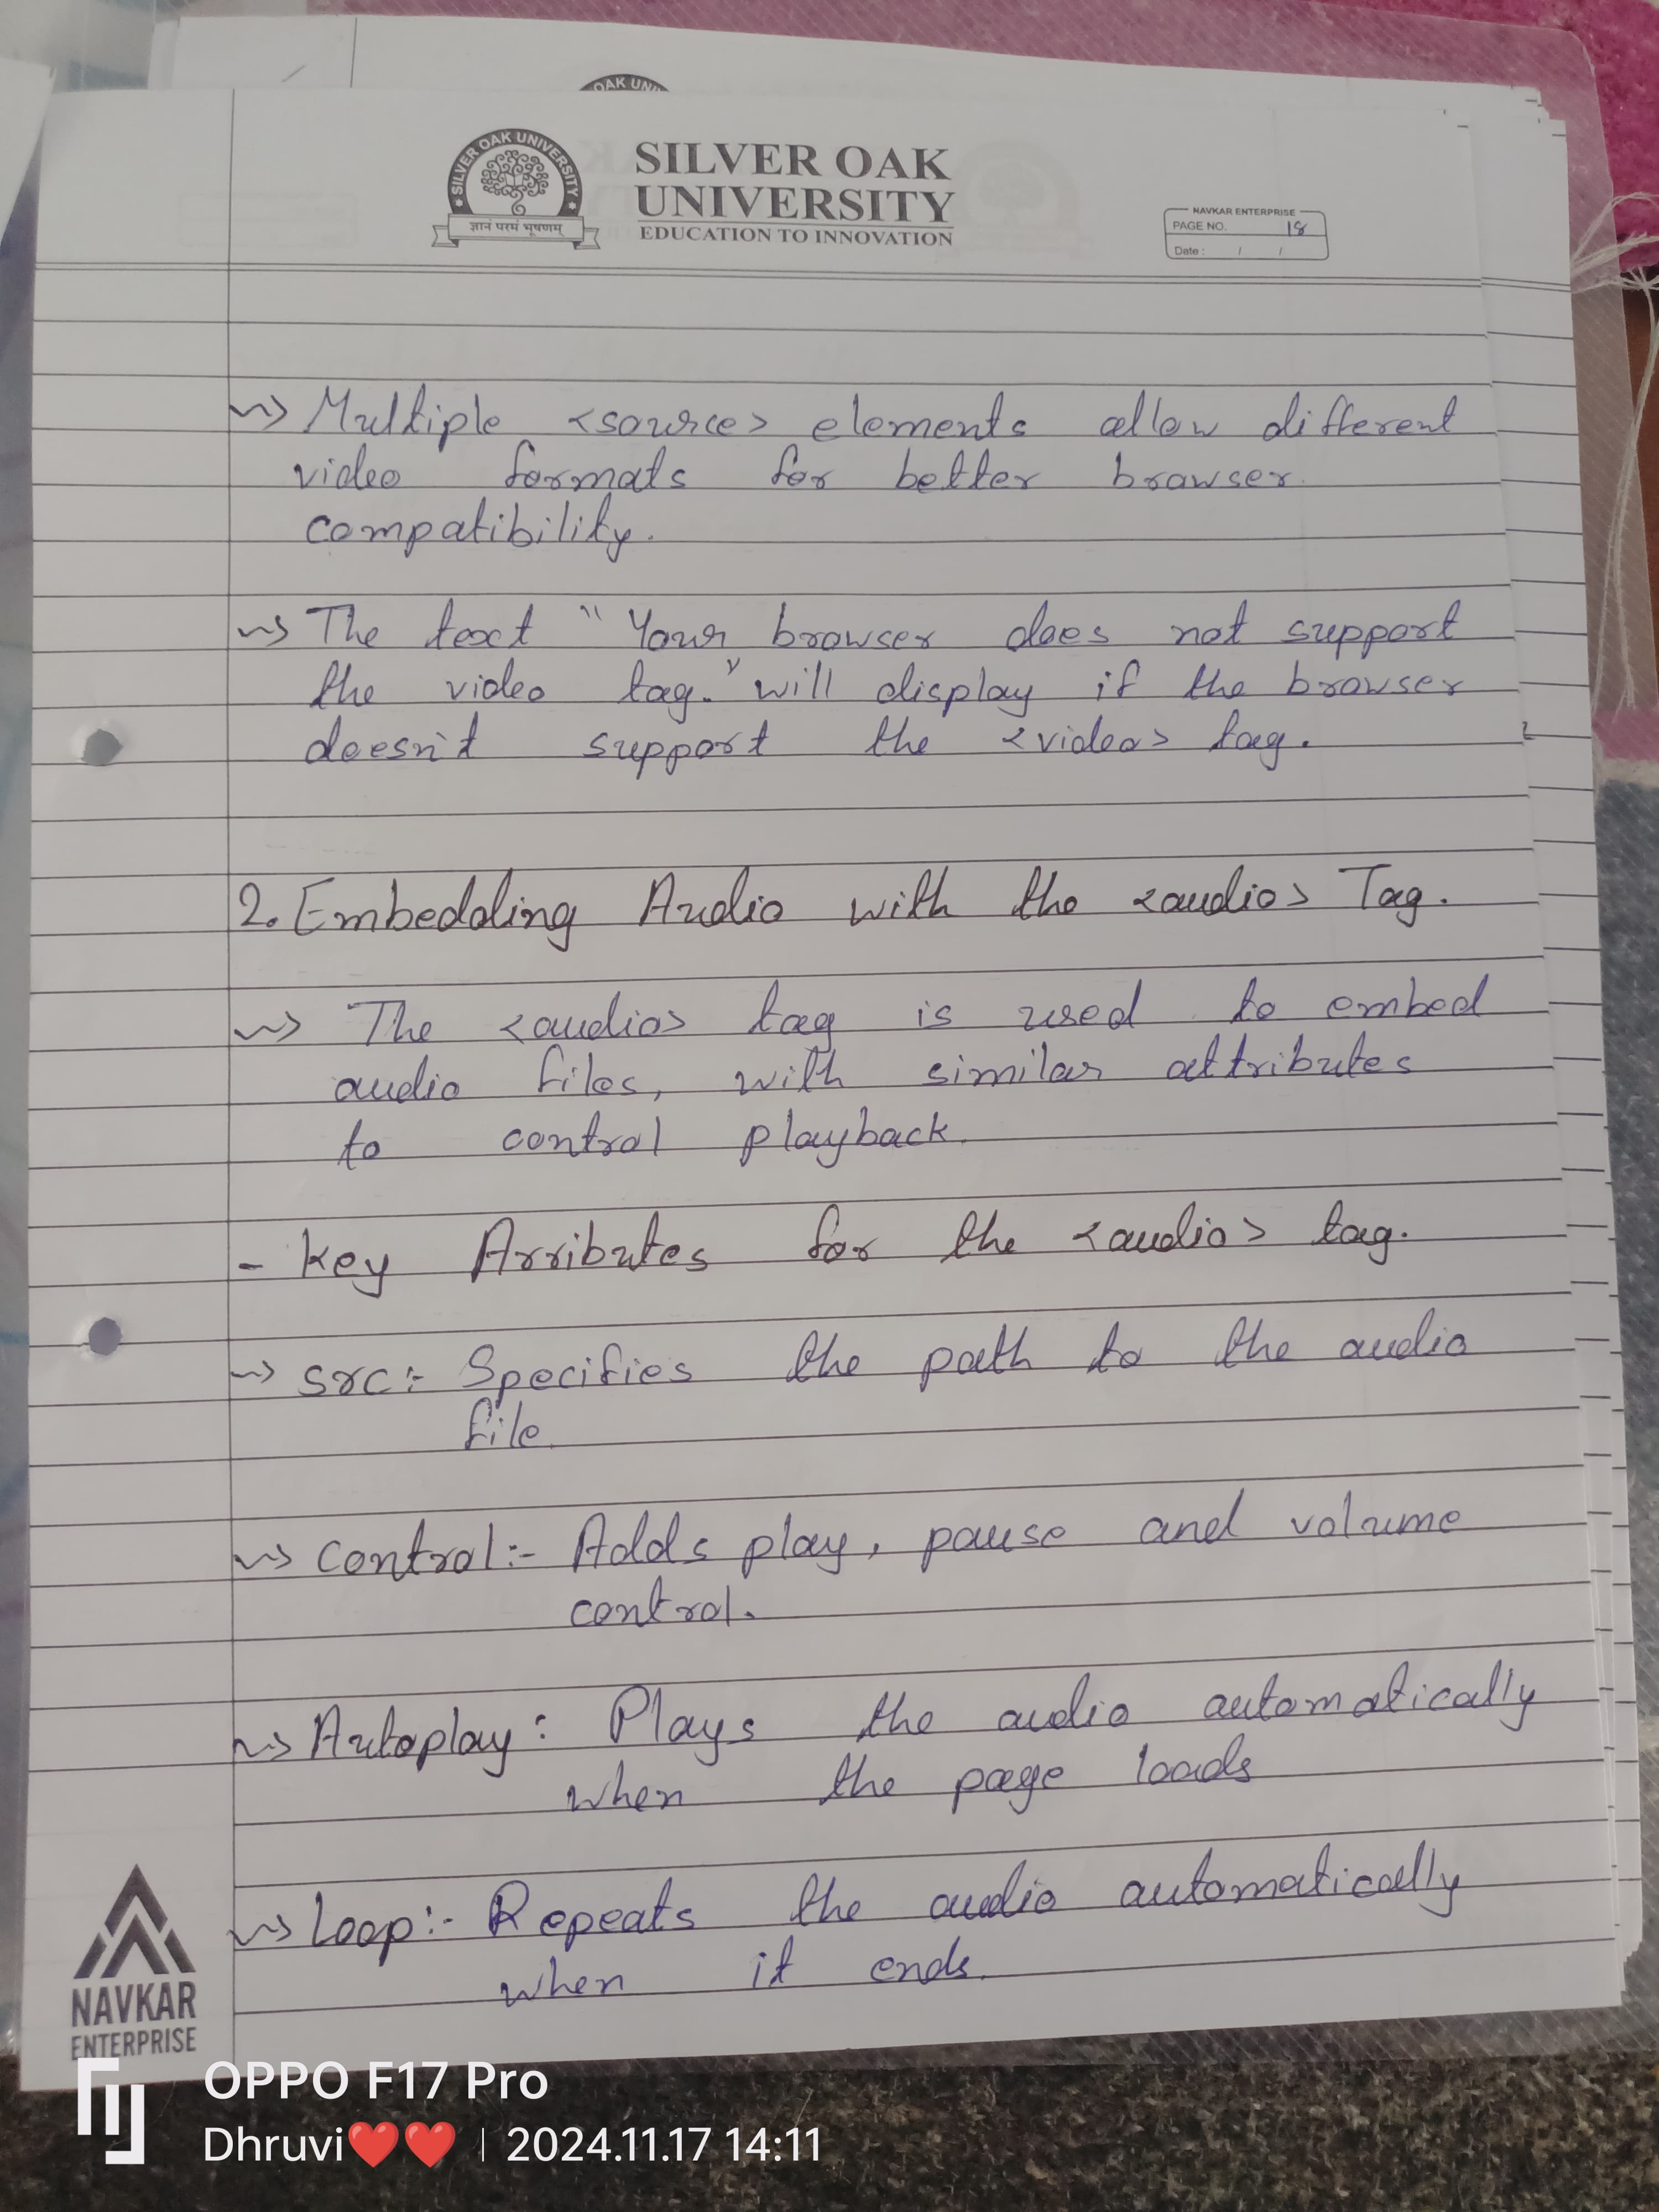 OAK UNI
SILVER OAK UNIVERSITY
ज्ञानं परमं भूषणम्
SILVER OAK
UNIVERSITY
EDUCATION TO INNOVATION
NAVKAR ENTERPRISE
PAGE NO. 18
Date : / /
~> Multiple <source> elements allow different
video formats for better browser
compatibility.
~> The text "Your browser does not support
the video tag." will display if the browser
doesn't support the <video> tag.
2. Embedding Audio with the <audio> Tag.
~> The <audio> tag is used to embed
audio files, with similar attributes
to control playback.
- Key Arributes for the <audio> tag.
~> src:- Specifies the path to the audio
file.
~> control:- Adds play, pause and volume
control.
~> Autoplay: Plays the audio automatically
when the page loads
~> Loop:- Repeats the audio automatically
when it ends.
NAVKAR
ENTERPRISE
OPPO F17 Pro
Dhruvi❤️❤️ | 2024.11.17 14:11